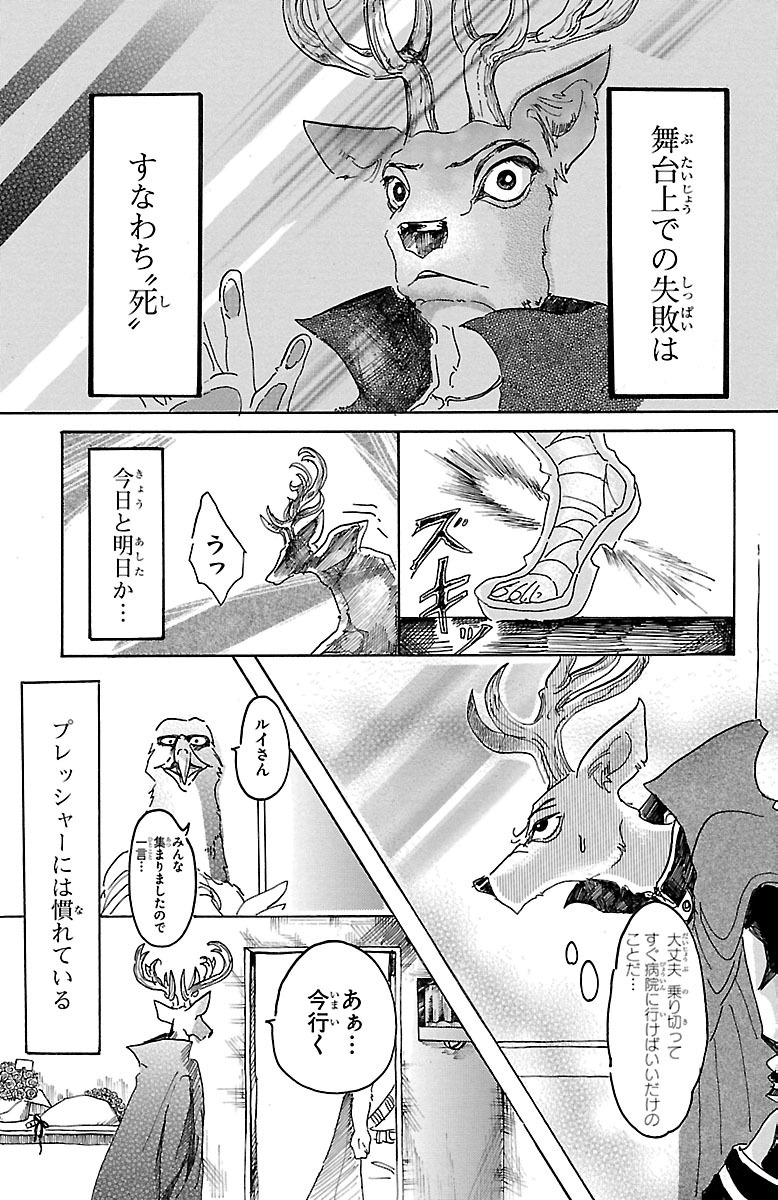 舞台上での失敗は
すなわち〝死〟
ズキッ
うっ
今日と明日か…
大丈夫 乗り切って
すぐ病院に行けばいいだけの
ことだ…
ルイさん
みんな
集まりましたので
一言…
プレッシャーには慣れている
あぁ…
今行く